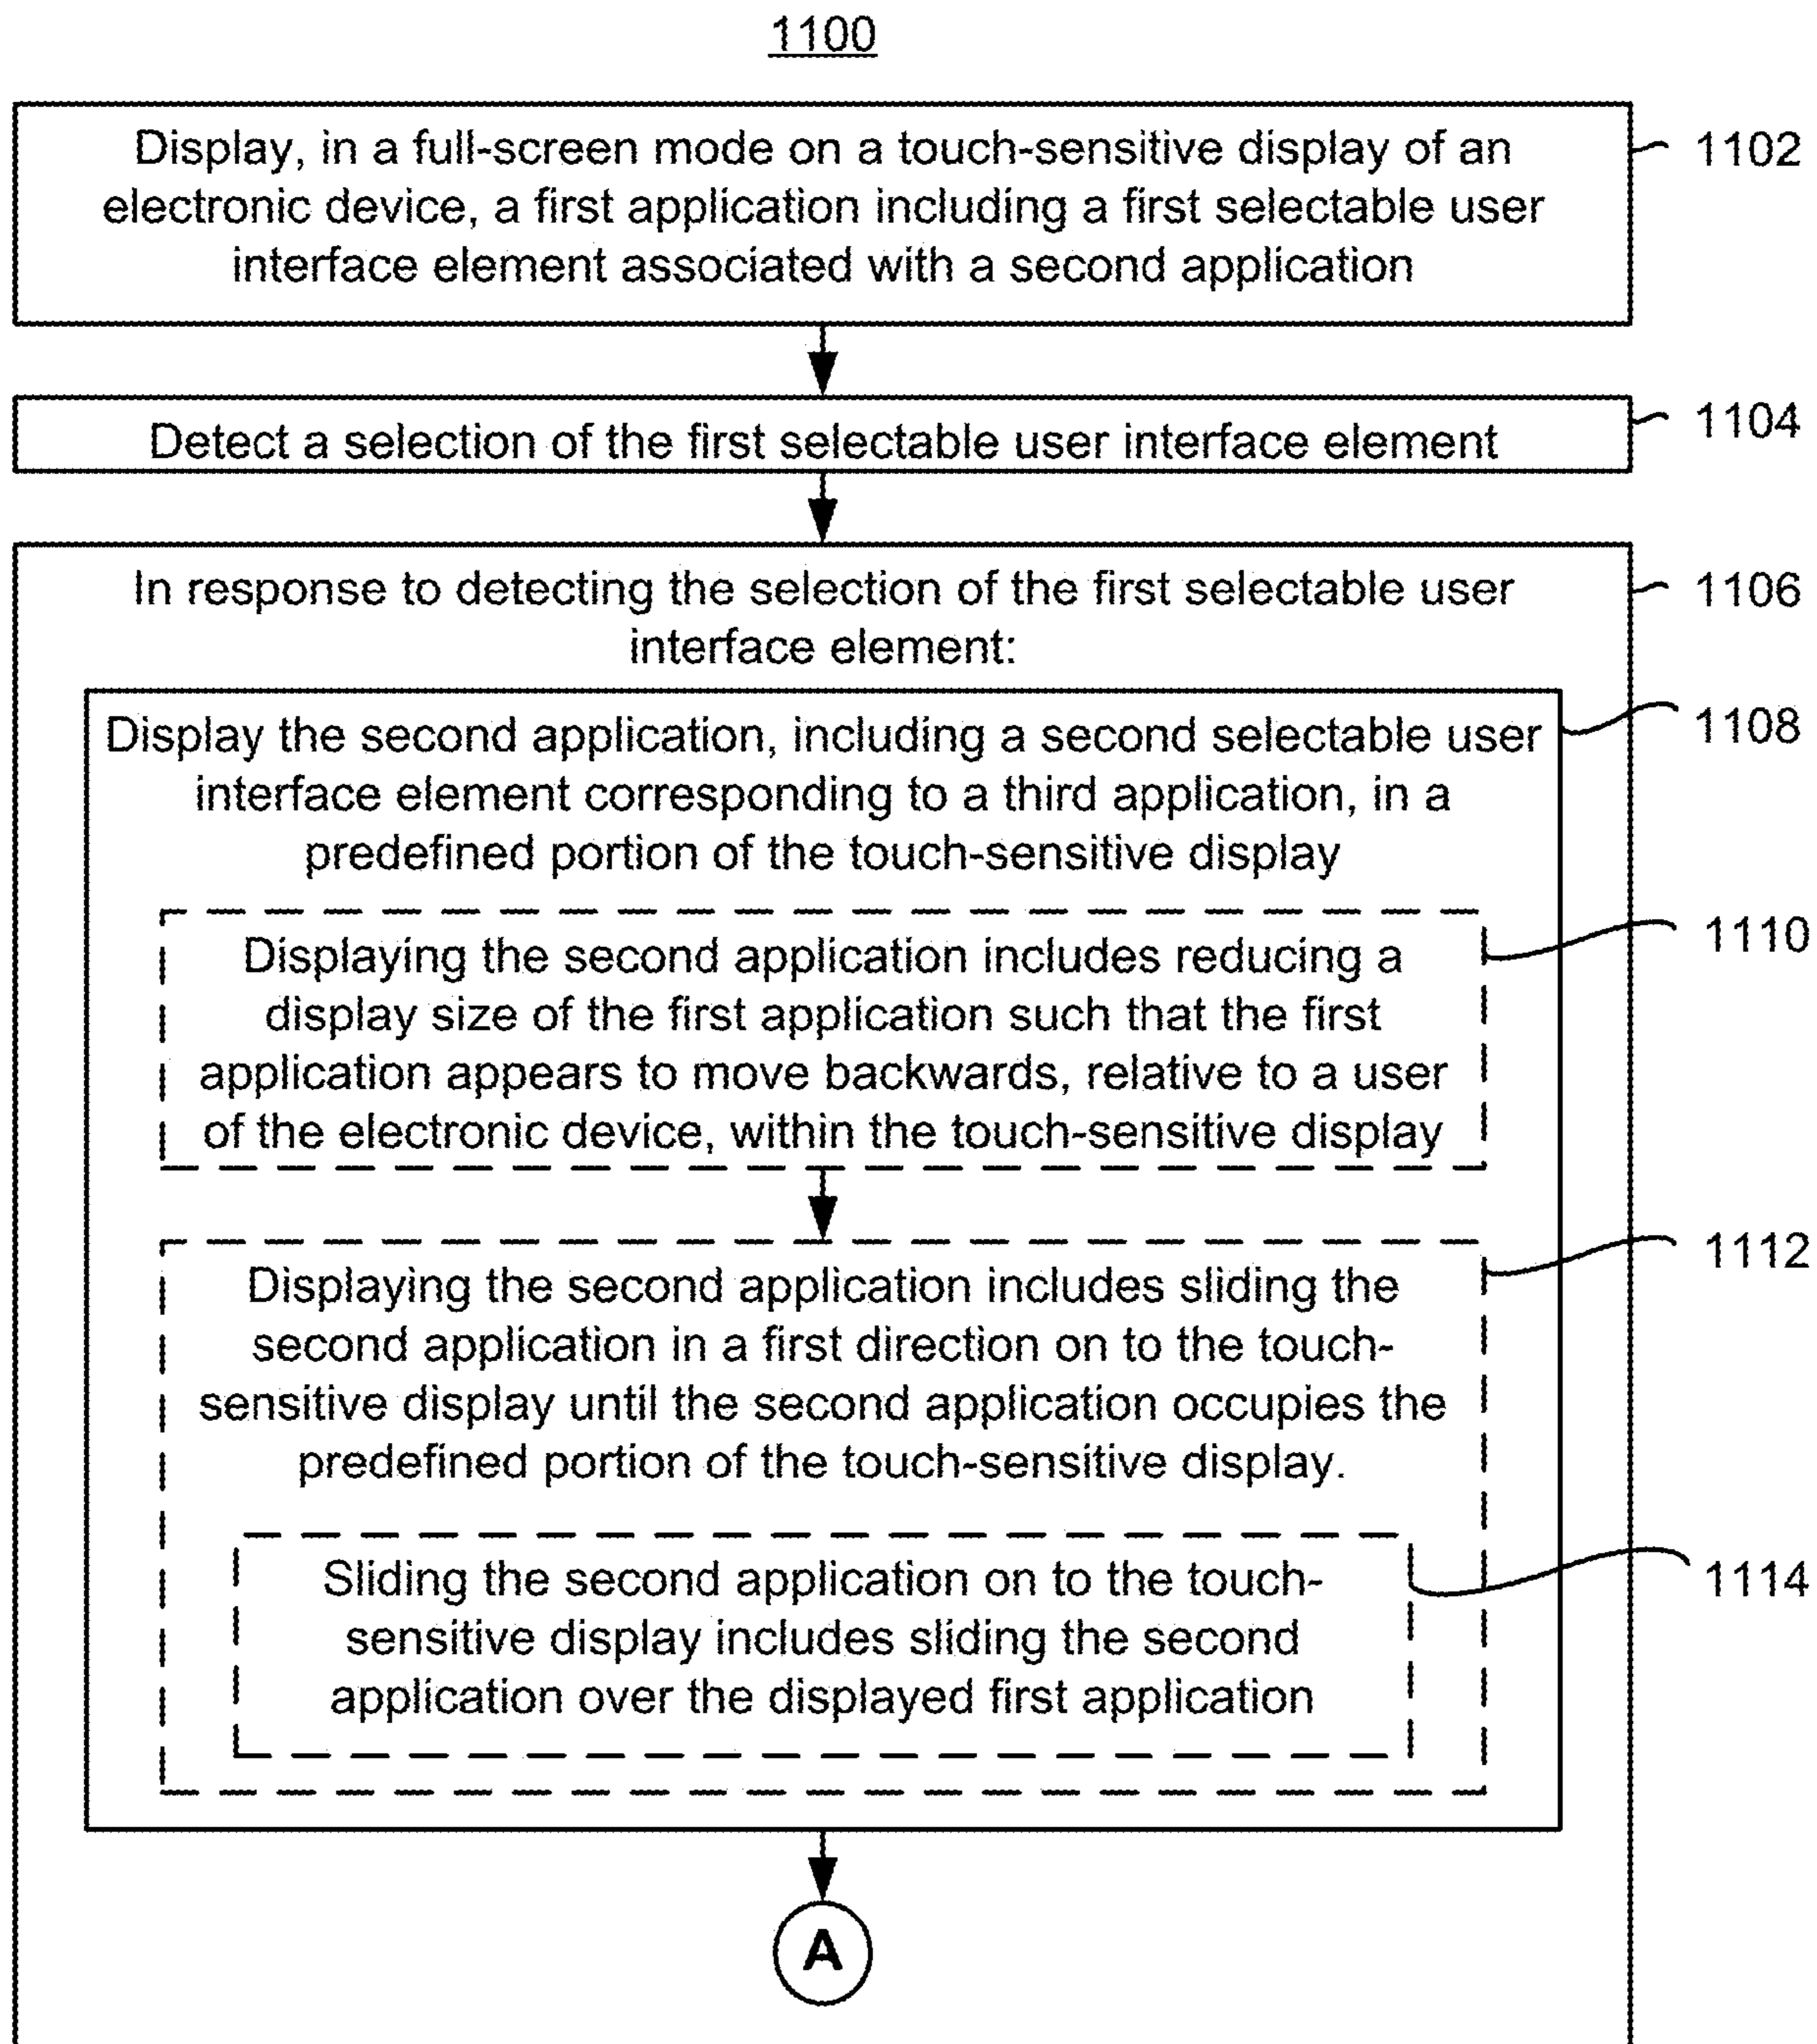 1100
Display, in a full-screen mode on a touch-sensitive display of an
electronic device, a first application including a first selectable user
interface element associated with a second application
1102
Detect a selection of the first selectable user interface element
1104
In response to detecting the selection of the first selectable user
interface element:
1106
Display the second application, including a second selectable user
interface element corresponding to a third application, in a
predefined portion of the touch-sensitive display
1108
Displaying the second application includes reducing a
display size of the first application such that the first
application appears to move backwards, relative to a user
of the electronic device, within the touch-sensitive display
1110
Displaying the second application includes sliding the
second application in a first direction on to the touch-
sensitive display until the second application occupies the
predefined portion of the touch-sensitive display.
1112
Sliding the second application on to the touch-
sensitive display includes sliding the second
application over the displayed first application
1114
A